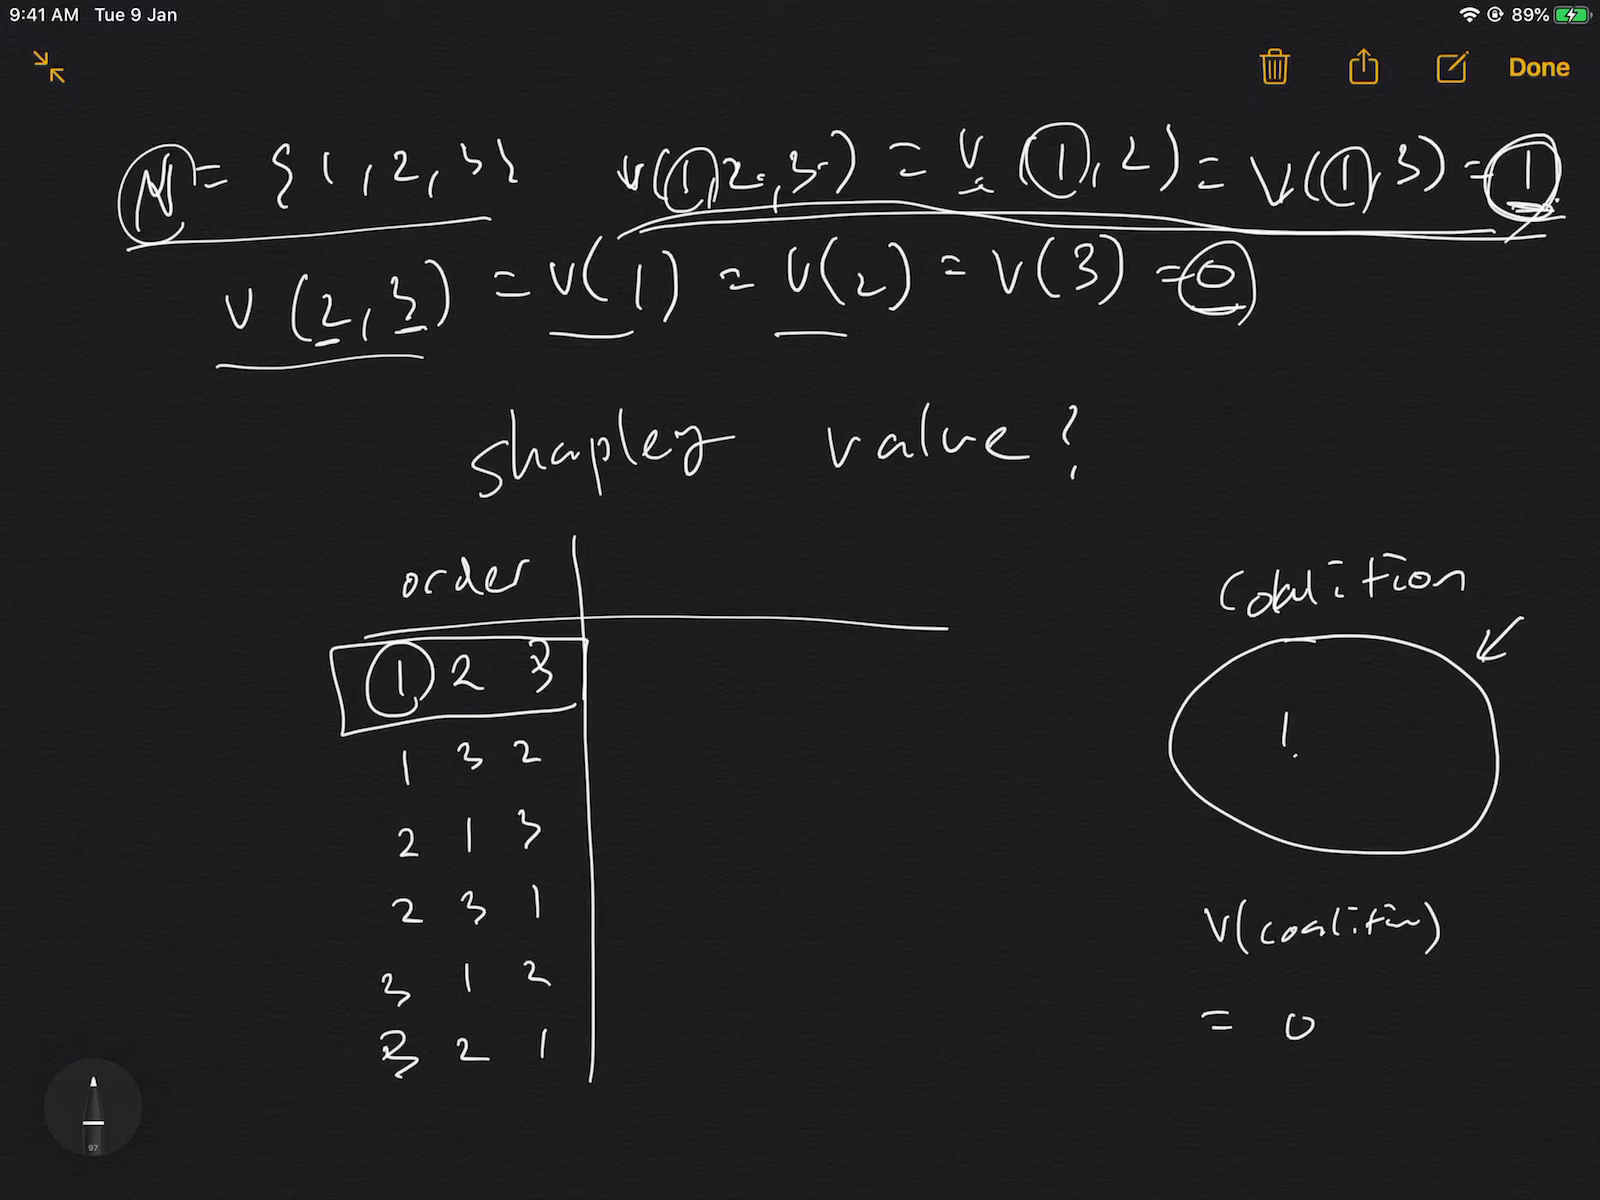 9:41 AM Tue 9 Jan
89%
Done
N = {1, 2, 3} v(1, 2, 3) = v(1, 2) = v(1, 3) = 1
v(2, 3) = v(1) = v(2) = v(3) = 0
shapley value?
order
1 2 3
1 3 2
2 1 3
2 3 1
3 1 2
3 2 1
Coalition
1
v(coalition)
= 0
97